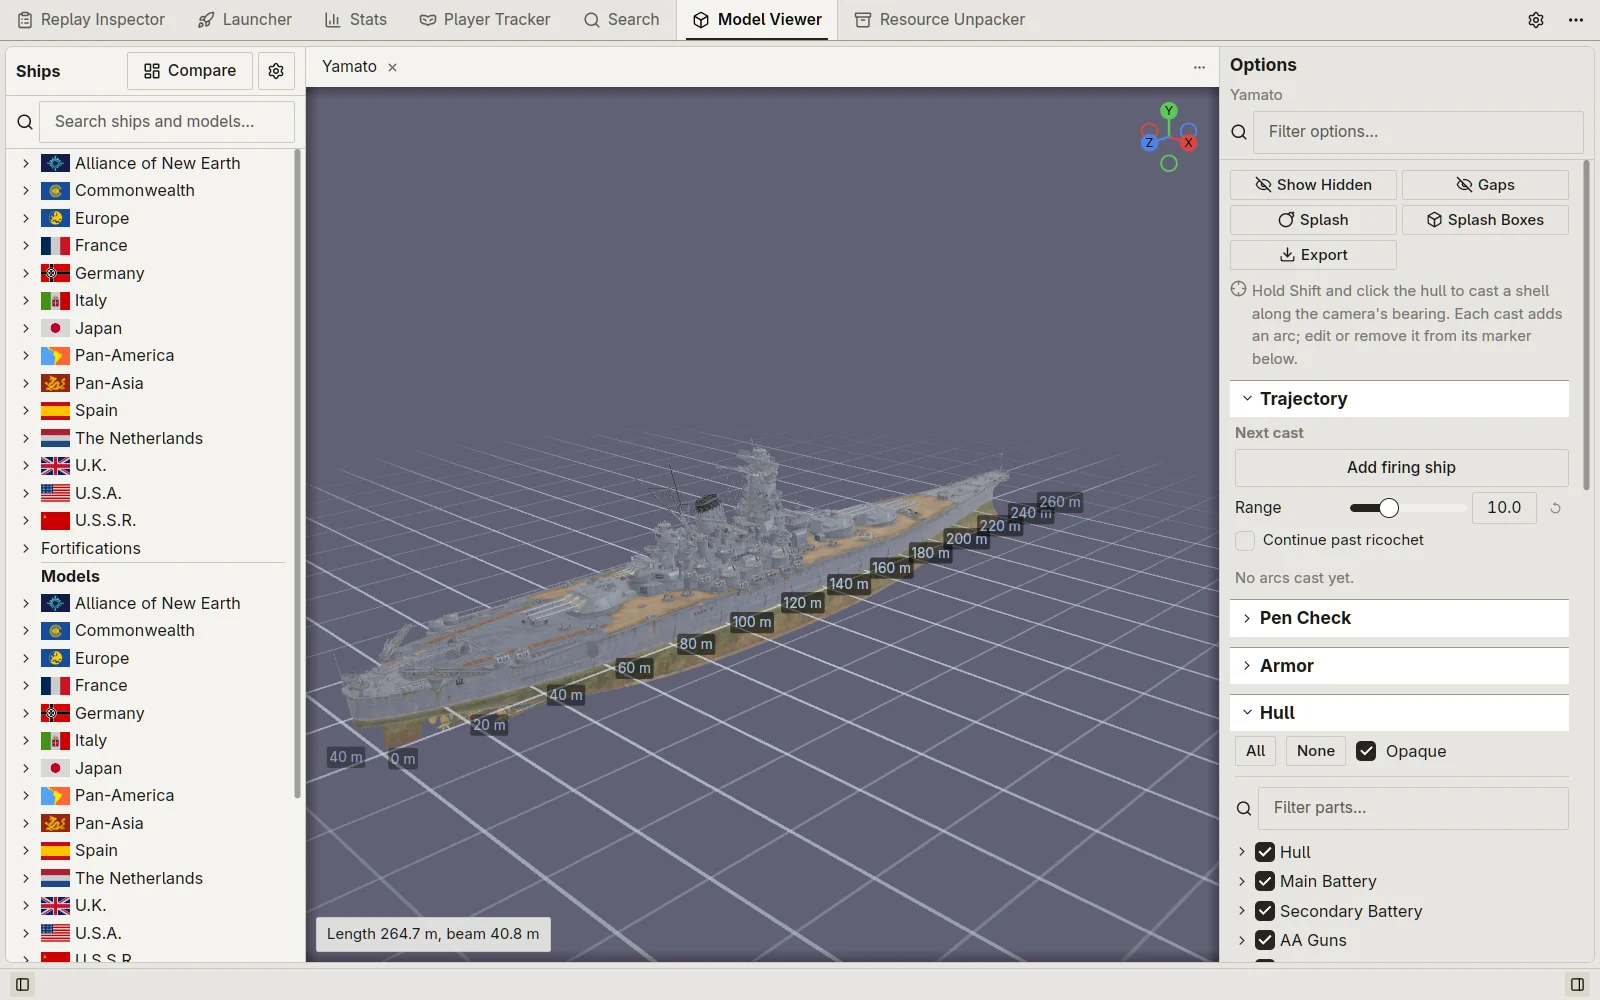 Replay Inspector
Launcher
Stats
Player Tracker
Search
Model Viewer
Resource Unpacker
Ships
Compare
Search ships and models...
Alliance of New Earth
Commonwealth
Europe
France
Germany
Italy
Japan
Pan-America
Pan-Asia
Spain
The Netherlands
U.K.
U.S.A.
U.S.S.R.
Fortifications
Models
Alliance of New Earth
Commonwealth
Europe
France
Germany
Italy
Japan
Pan-America
Pan-Asia
Spain
The Netherlands
U.K.
U.S.A.
U.S.S.R.
Yamato
Y
Z
X
260 m
240 m
220 m
200 m
180 m
160 m
140 m
120 m
100 m
80 m
60 m
40 m
20 m
40 m
0 m
Length 264.7 m, beam 40.8 m
Options
Yamato
Filter options...
Show Hidden
Gaps
Splash
Splash Boxes
Export
Hold Shift and click the hull to cast a shell
along the camera's bearing. Each cast adds
an arc; edit or remove it from its marker
below.
Trajectory
Next cast
Add firing ship
Range
10.0
Continue past ricochet
No arcs cast yet.
Pen Check
Armor
Hull
All
None
Opaque
Filter parts...
Hull
Main Battery
Secondary Battery
AA Guns